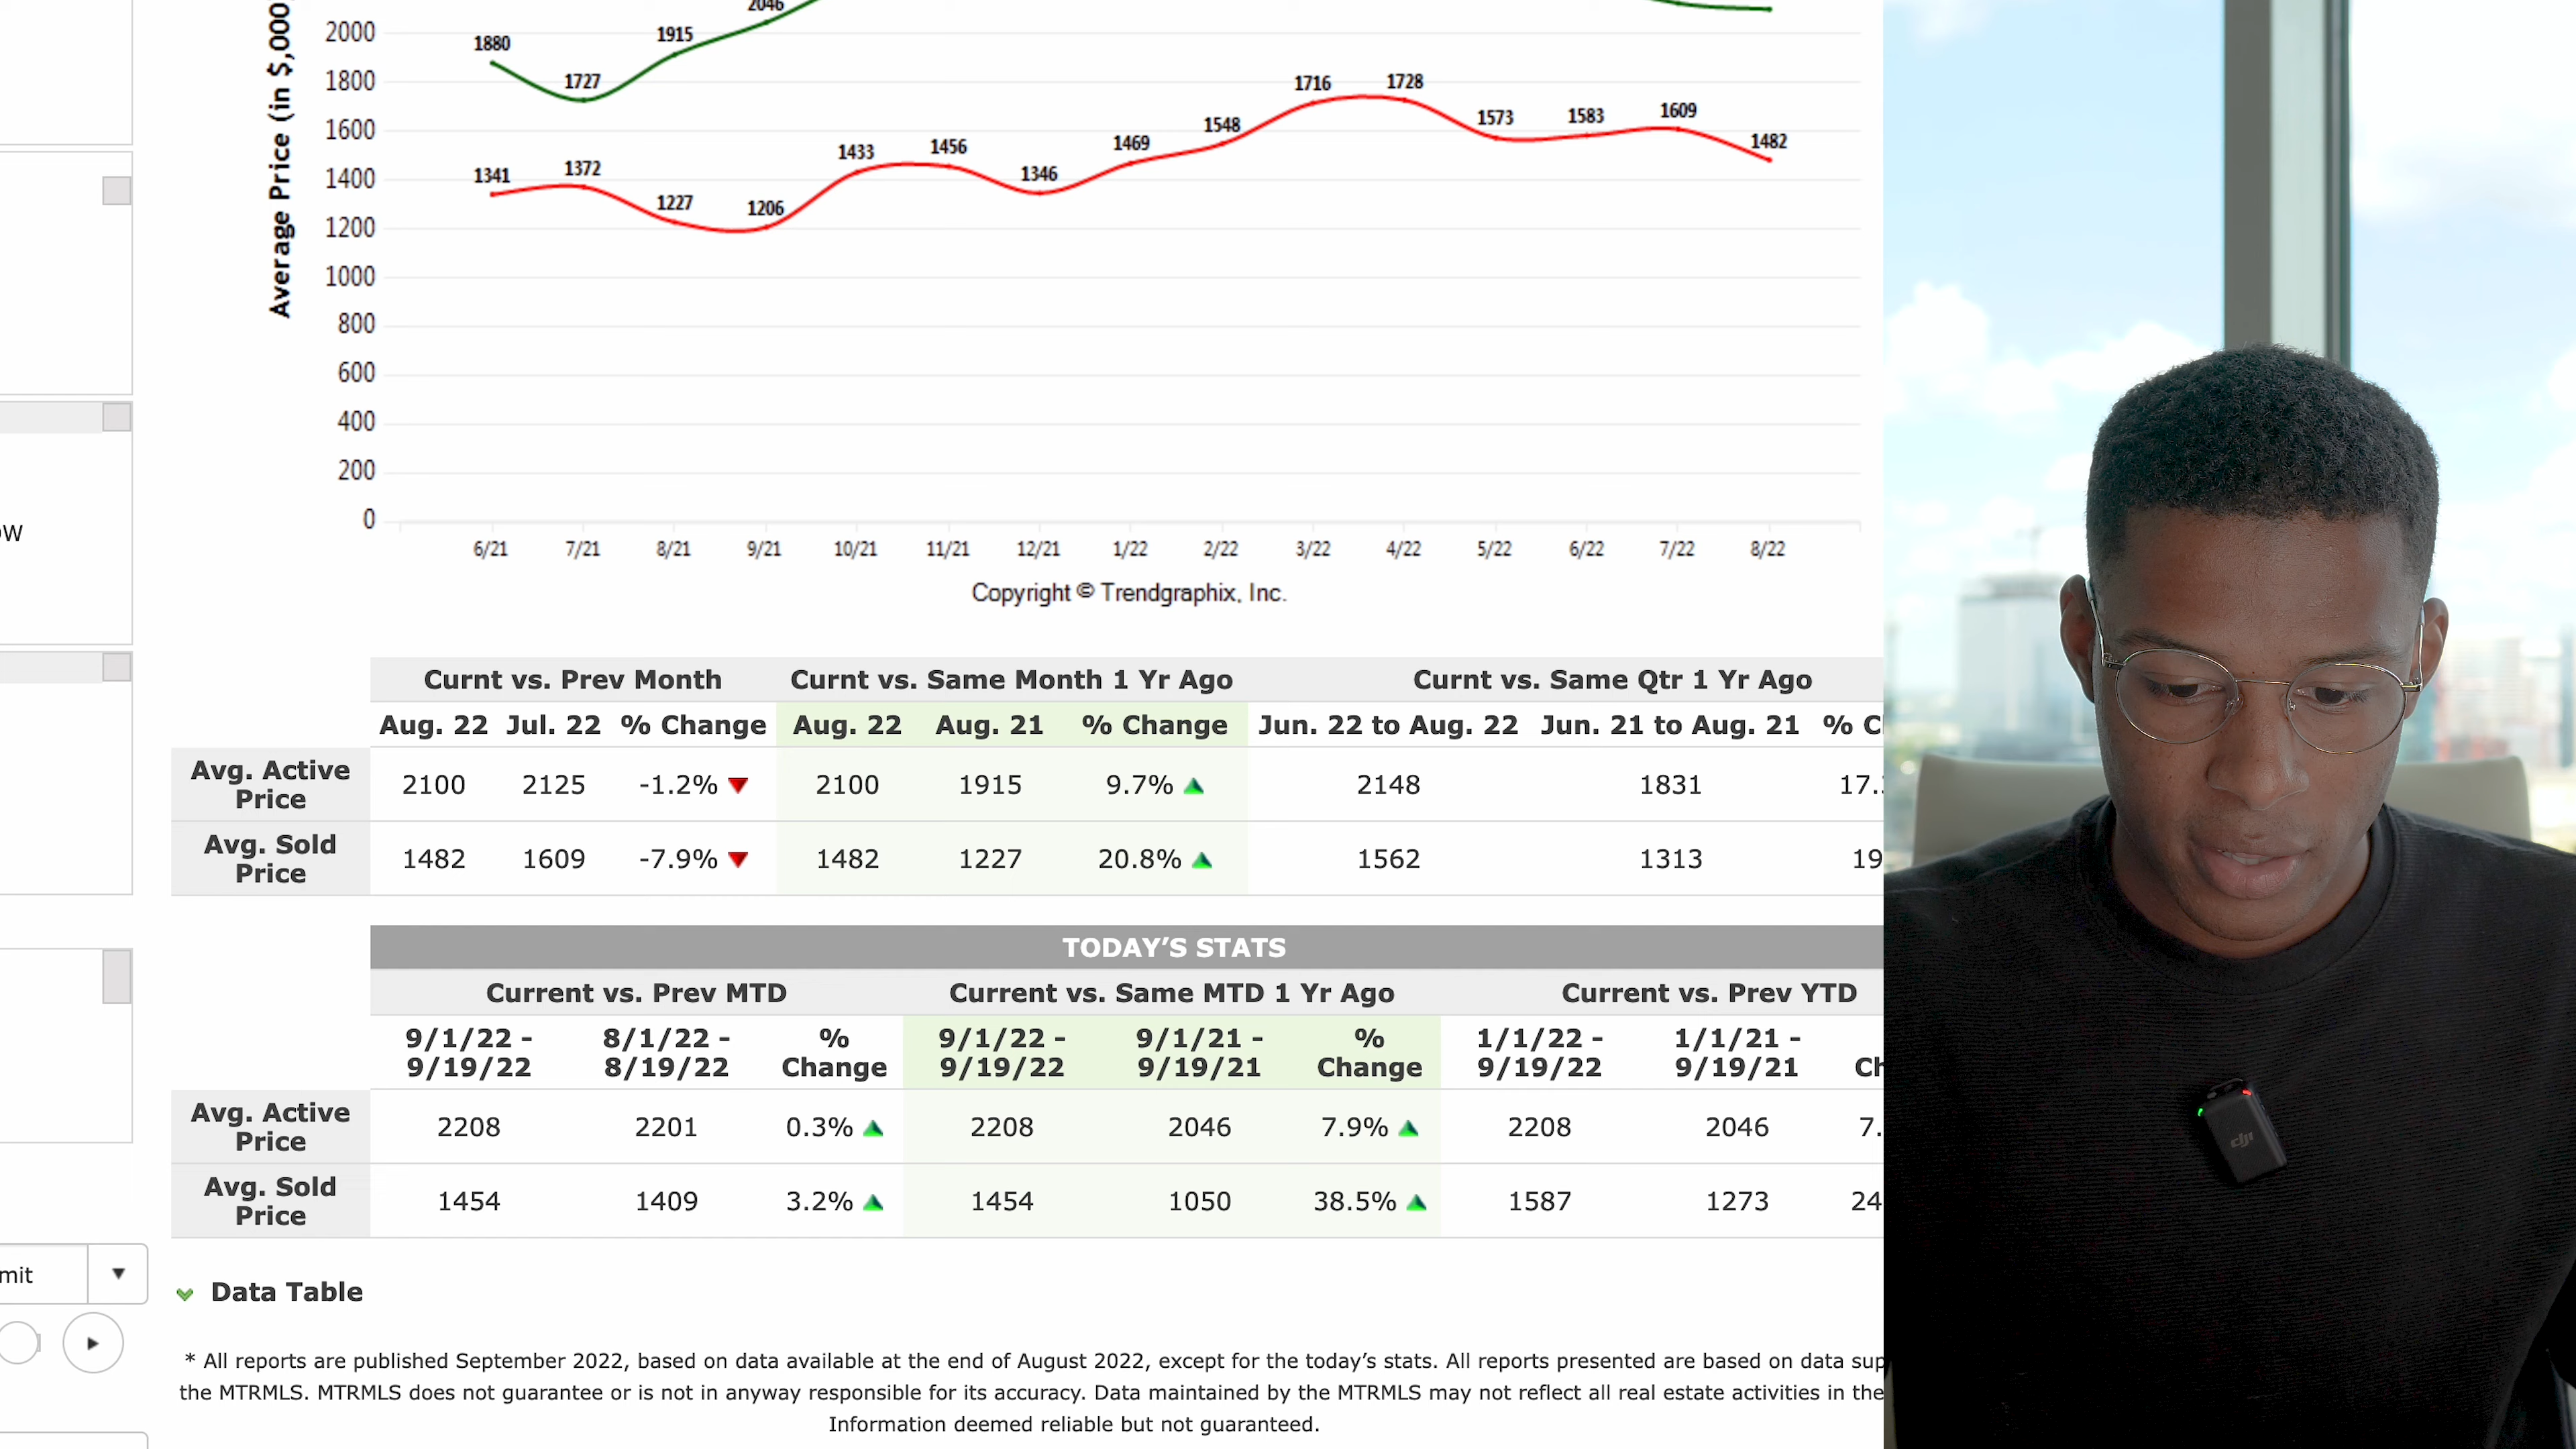 Average Price (in $,000
2000
1800
1600
1400
1200
1000
800
600
400
200
0
1880
1727
1915
2046
1341
1372
1227
1206
1433
1456
1346
1469
1548
1716
1728
1573
1583
1609
1482
6/21 7/21 8/21 9/21 10/21 11/21 12/21 1/22 2/22 3/22 4/22 5/22 6/22 7/22 8/22
Copyright © Trendgraphix, Inc.
Curnt vs. Prev Month Curnt vs. Same Month 1 Yr Ago Curnt vs. Same Qtr 1 Yr Ago
Aug. 22 Jul. 22 % Change Aug. 22 Aug. 21 % Change Jun. 22 to Aug. 22 Jun. 21 to Aug. 21 % C
Avg. Active
Price
2100 2125 -1.2% 2100 1915 9.7% 2148 1831 17.
Avg. Sold
Price
1482 1609 -7.9% 1482 1227 20.8% 1562 1313 19
TODAY'S STATS
Current vs. Prev MTD Current vs. Same MTD 1 Yr Ago Current vs. Prev YTD
9/1/22 - 8/1/22 - % 9/1/22 - 9/1/21 - % 1/1/22 - 1/1/21 -
9/19/22 8/19/22 Change 9/19/22 9/19/21 Change 9/19/22 9/19/21 Ch
Avg. Active
Price
2208 2201 0.3% 2208 2046 7.9% 2208 2046 7.
Avg. Sold
Price
1454 1409 3.2% 1454 1050 38.5% 1587 1273 24
Data Table
* All reports are published September 2022, based on data available at the end of August 2022, except for the today's stats. All reports presented are based on data sup
the MTRMLS. MTRMLS does not guarantee or is not in anyway responsible for its accuracy. Data maintained by the MTRMLS may not reflect all real estate activities in the
Information deemed reliable but not guaranteed.
ow
mit
dji